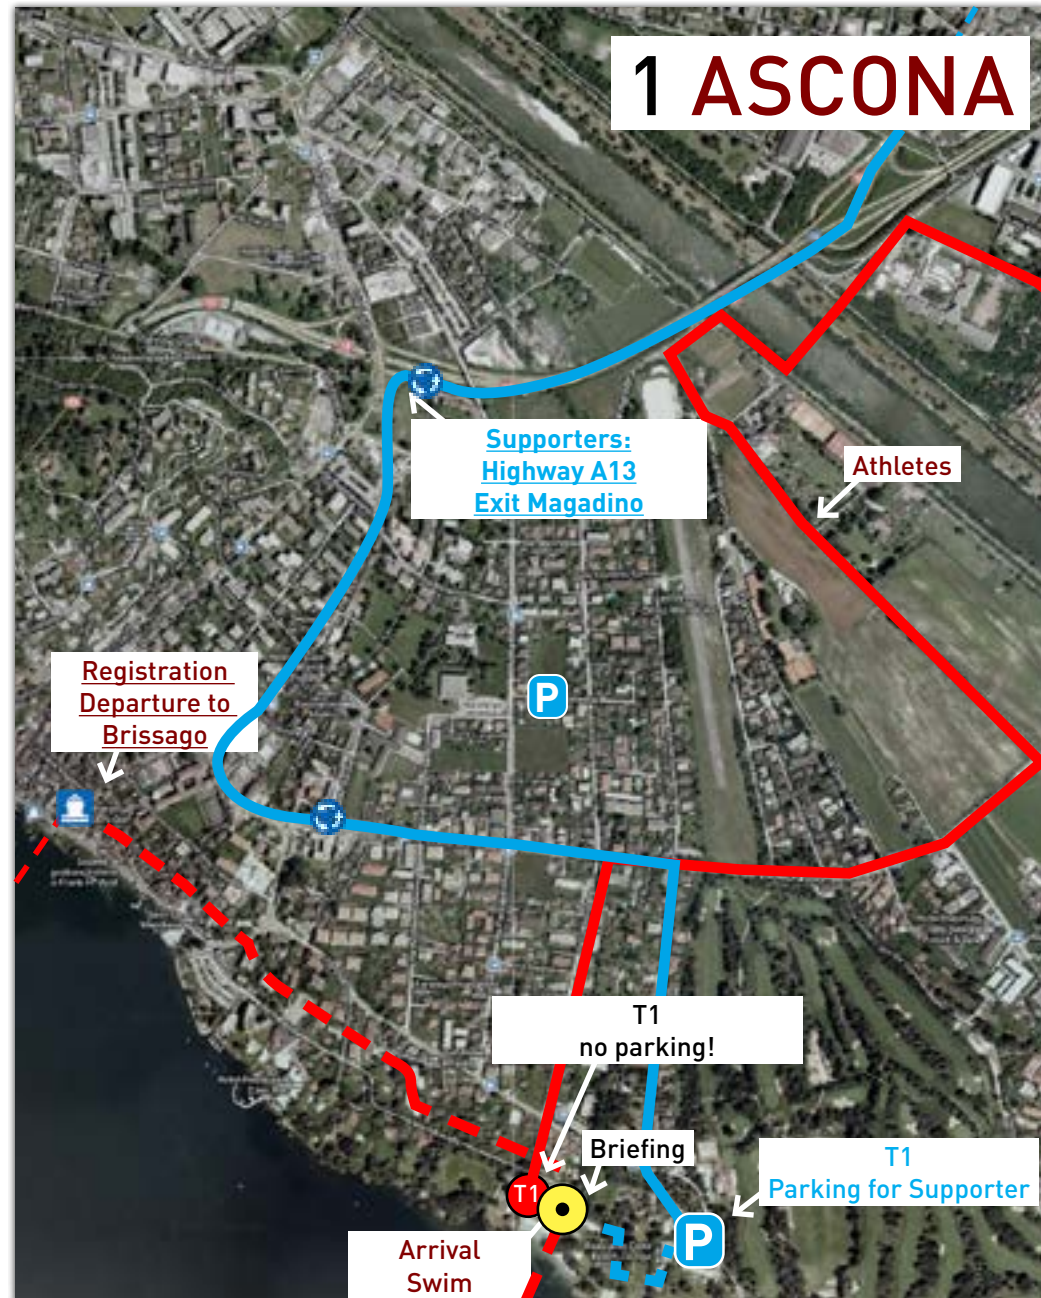 1 ASCONA
Supporters:
Highway A13
Exit Magadino
Athletes
Registration
Departure to
Brissago
P
T1
no parking!
Briefing
T1
T1
Parking for Supporter
P
Arrival
Swim